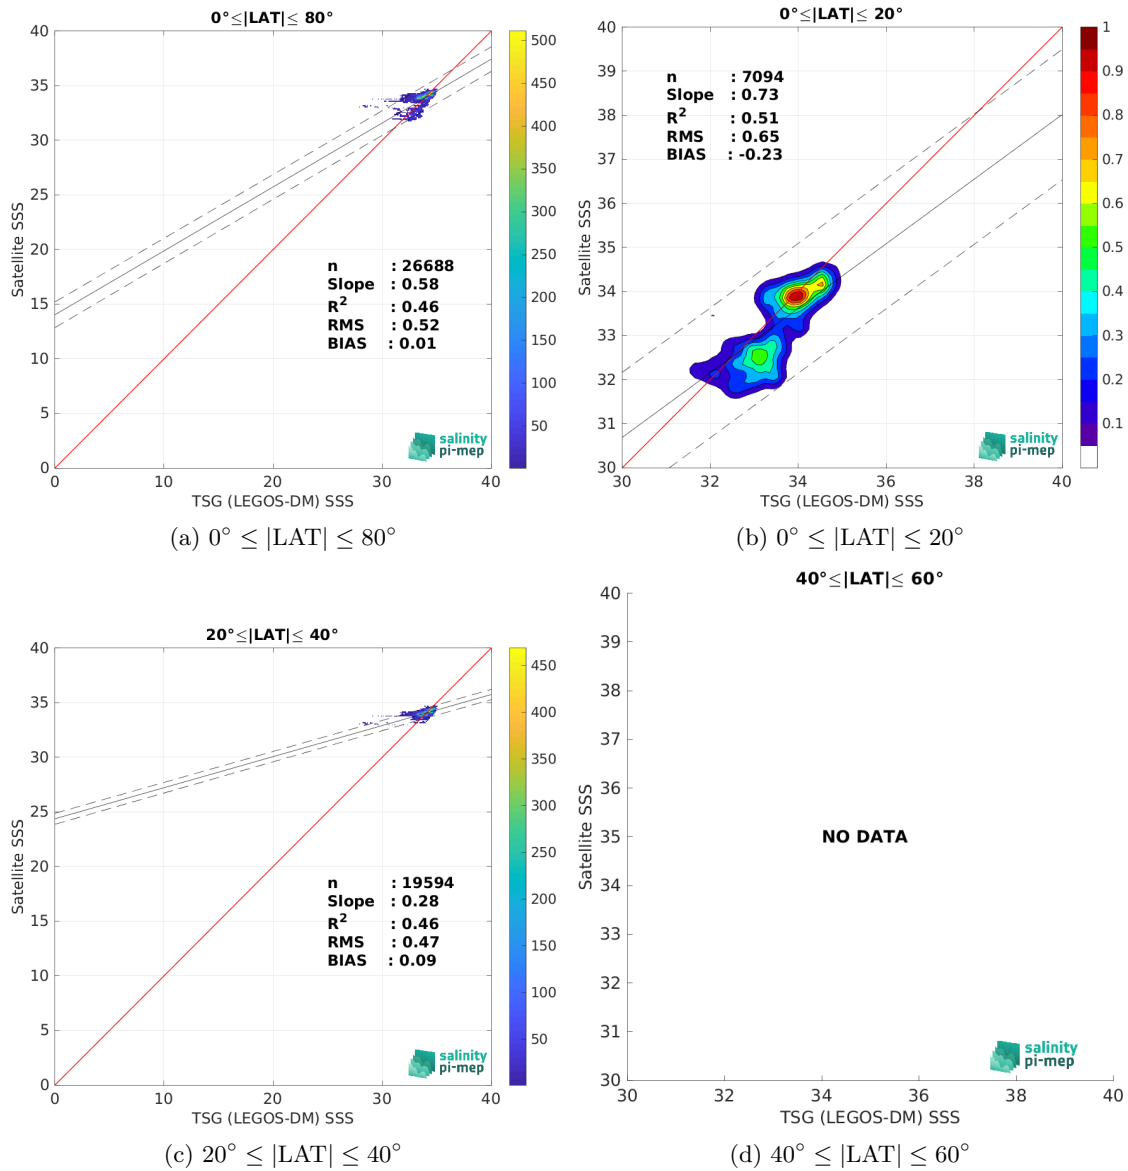 0°≤|LAT|≤ 80°
40
35
30
25
20
15
10
5
0
Satellite SSS
n : 26688
Slope : 0.58
R² : 0.46
RMS : 0.52
BIAS : 0.01
salinity
pi-mep
0 10 20 30 40
TSG (LEGOS-DM) SSS
500
450
400
350
300
250
200
150
100
50
(a) 0° ≤ |LAT| ≤ 80°
0°≤|LAT|≤ 20°
40
39
38
37
36
35
34
33
32
31
30
Satellite SSS
n : 7094
Slope : 0.73
R² : 0.51
RMS : 0.65
BIAS : -0.23
salinity
pi-mep
30 32 34 36 38 40
TSG (LEGOS-DM) SSS
1
0.9
0.8
0.7
0.6
0.5
0.4
0.3
0.2
0.1
(b) 0° ≤ |LAT| ≤ 20°
20°≤|LAT|≤ 40°
40
35
30
25
20
15
10
5
0
Satellite SSS
n : 19594
Slope : 0.28
R² : 0.46
RMS : 0.47
BIAS : 0.09
salinity
pi-mep
0 10 20 30 40
TSG (LEGOS-DM) SSS
450
400
350
300
250
200
150
100
50
(c) 20° ≤ |LAT| ≤ 40°
40°≤|LAT|≤ 60°
40
39
38
37
36
35
34
33
32
31
30
Satellite SSS
NO DATA
salinity
pi-mep
30 32 34 36 38 40
TSG (LEGOS-DM) SSS
(d) 40° ≤ |LAT| ≤ 60°